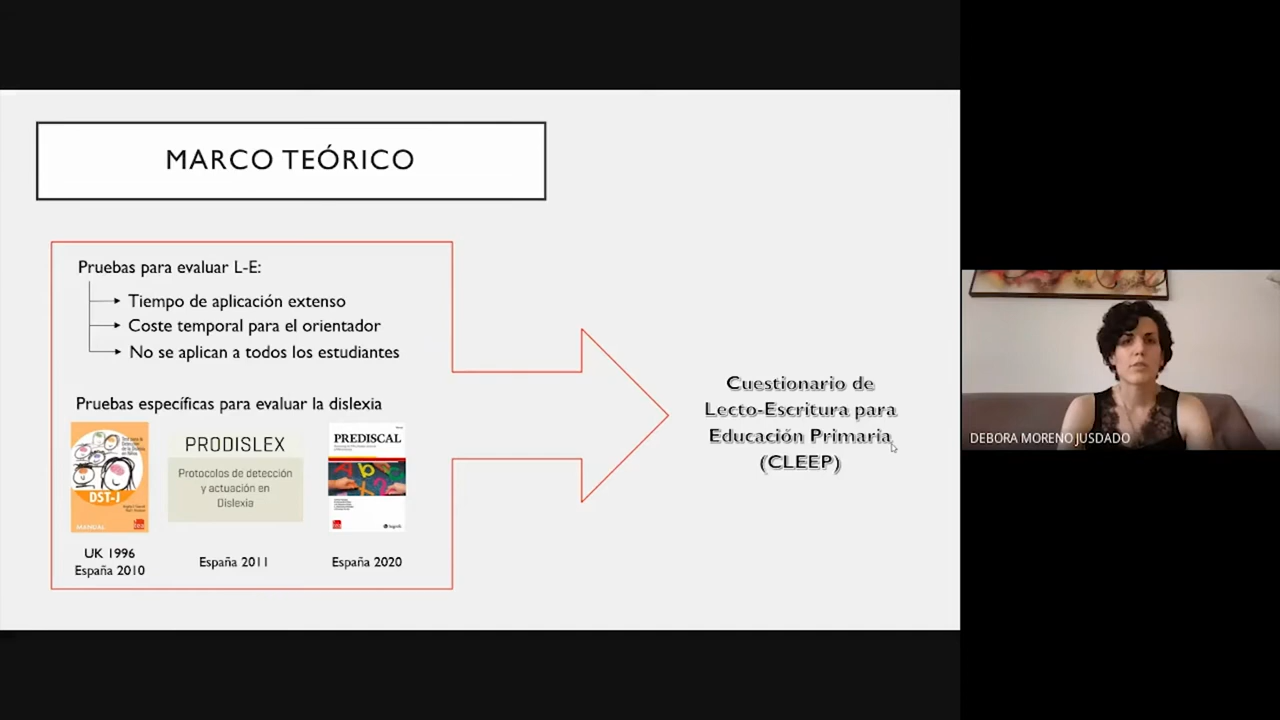 MARCO TEÓRICO
Pruebas para evaluar L-E:
Tiempo de aplicación extenso
Coste temporal para el orientador
No se aplican a todos los estudiantes
Pruebas específicas para evaluar la dislexia
DST-J
MANUAL
UK 1996
España 2010
PRODISLEX
Protocolos de detección
y actuación en
Dislexia
España 2011
PREDISCAL
España 2020
Cuestionario de
Lecto-Escritura para
Educación Primaria
(CLEEP)
DEBORA MORENO JUSDADO